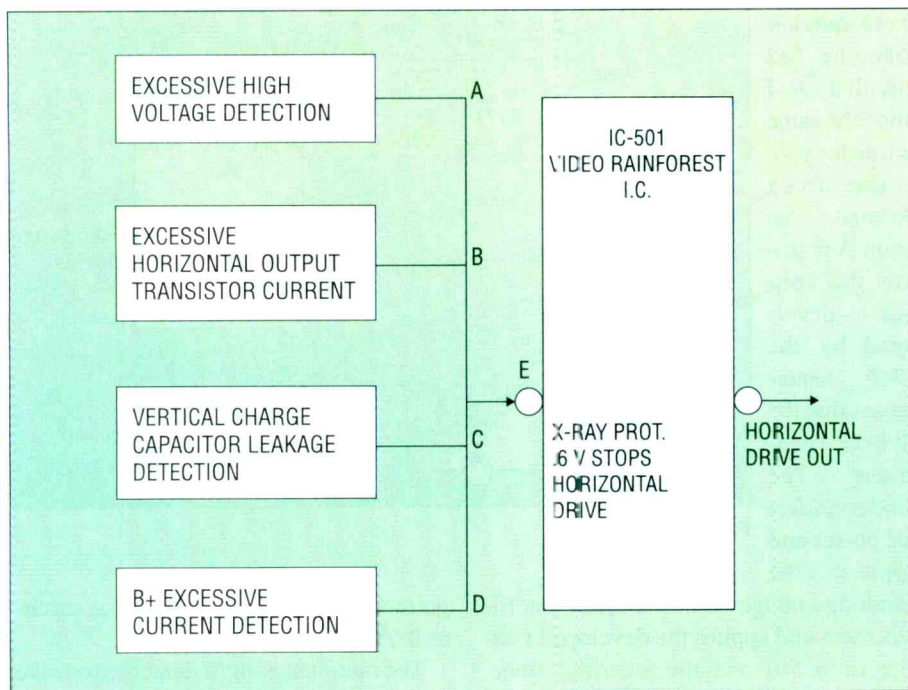 EXCESSIVE HIGH
VOLTAGE DETECTION
A
EXCESSIVE
HORIZONTAL OUTPUT
TRANSISTOR CURRENT
B
VERTICAL CHARGE
CAPACITOR LEAKAGE
DETECTION
C
B+ EXCESSIVE
CURRENT DETECTION
D
E
IC-501
VIDEO RAINFOREST
I.C.
X-RAY PROT.
.6 V STOPS
HORIZONTAL
DRIVE
HORIZONTAL
DRIVE OUT